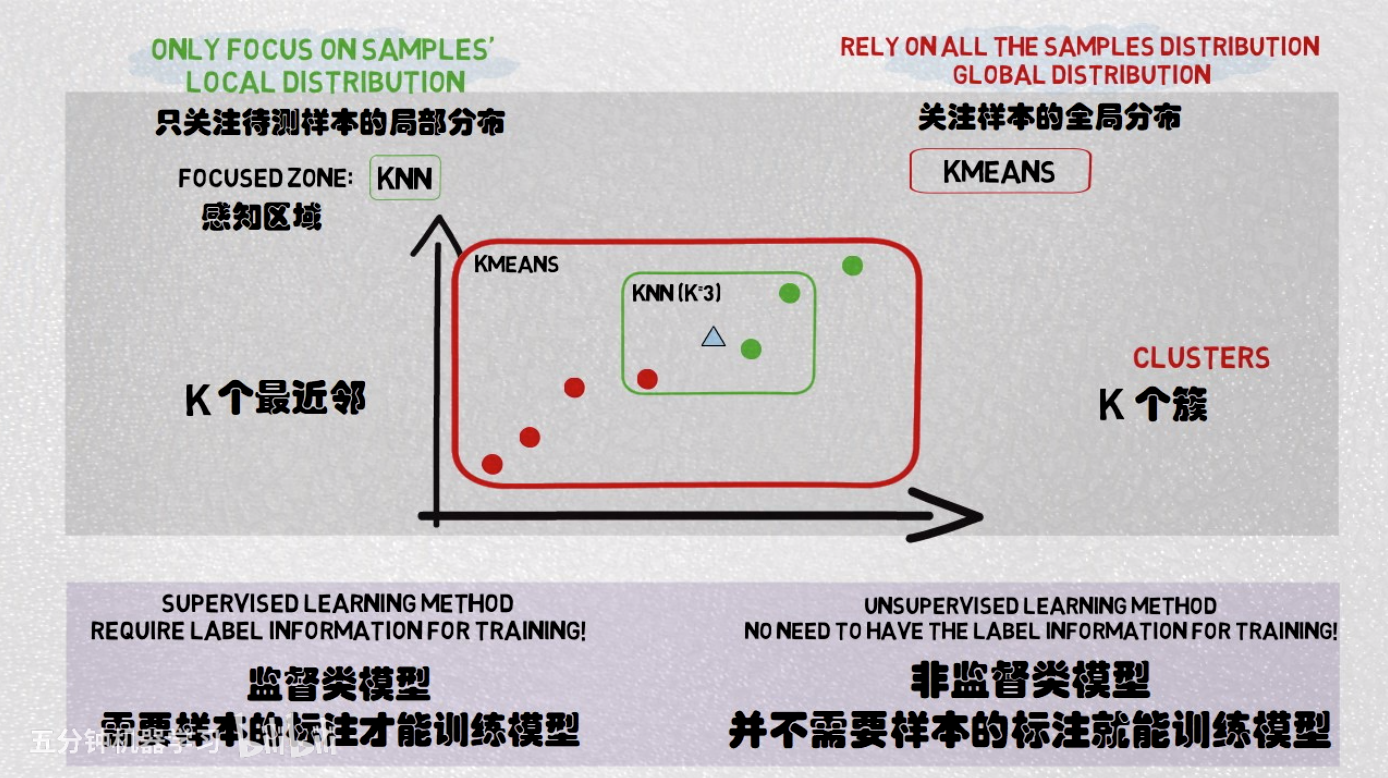 ONLY FOCUS ON SAMPLES'
LOCAL DISTRIBUTION
只关注待测样本的局部分布
FOCUSED ZONE: KNN
感知区域
RELY ON ALL THE SAMPLES DISTRIBUTION
GLOBAL DISTRIBUTION
关注样本的全局分布
KMEANS
KMEANS
KNN (K=3)
K 个最近邻
CLUSTERS
K 个簇
SUPERVISED LEARNING METHOD
REQUIRE LABEL INFORMATION FOR TRAINING!
监督类模型
需要样本的标注才能训练模型
UNSUPERVISED LEARNING METHOD
NO NEED TO HAVE THE LABEL INFORMATION FOR TRAINING!
非监督类模型
并不需要样本的标注就能训练模型
五分钟机器学习 bilibili